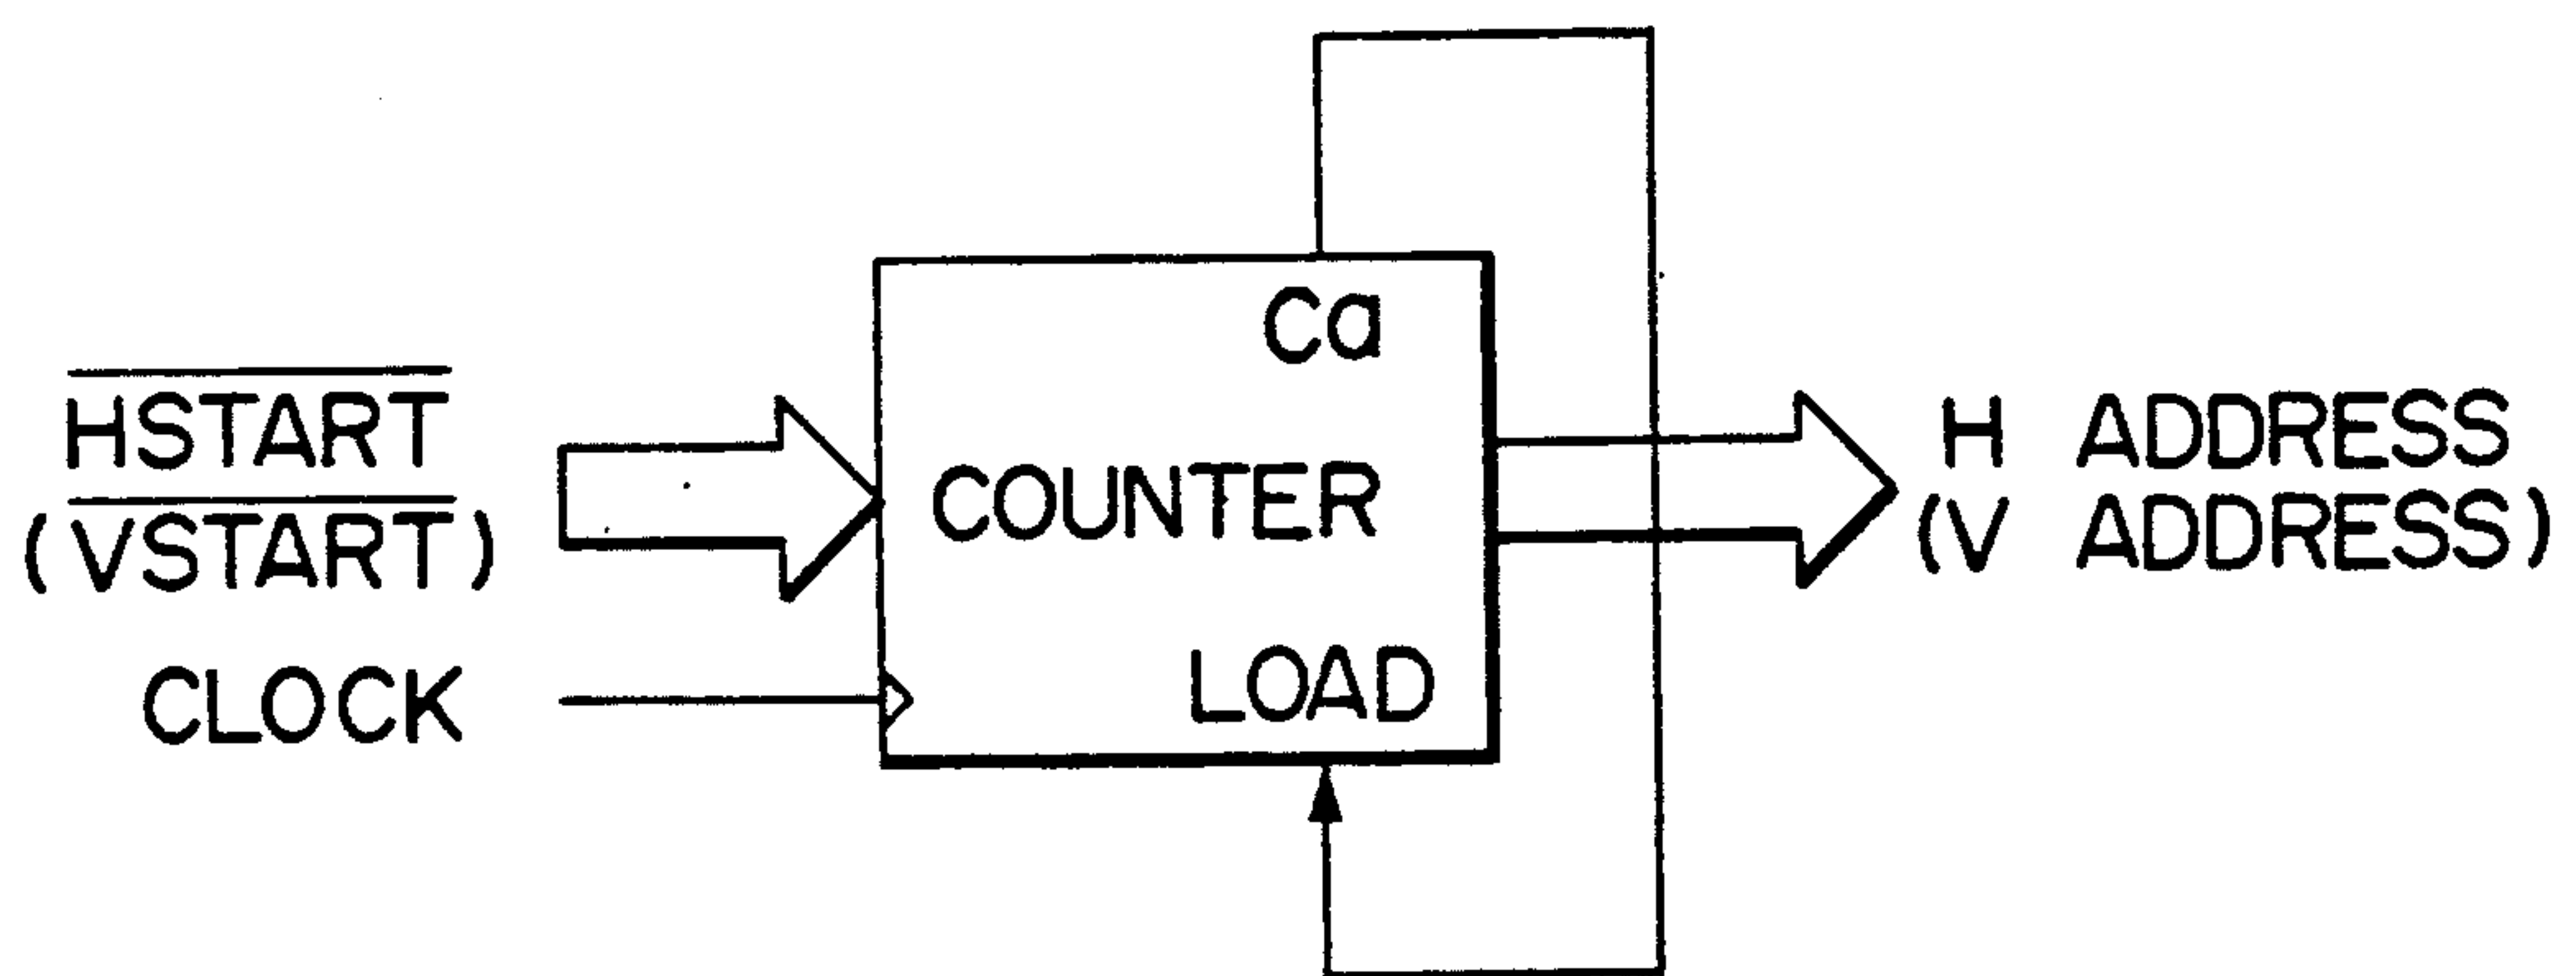 Ca
HSTART
(VSTART)
COUNTER
H ADDRESS
(V ADDRESS)
CLOCK
LOAD